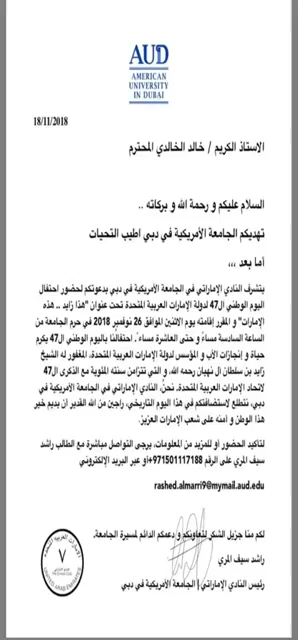 AUD
AMERICAN
UNIVERSITY
IN DUBAI
18/11/2018
الاستاذ الكريم / خالد الخالدي المحترم
السلام عليكم و رحمة الله و بركاته ..
تهديكم الجامعة الأمريكية في دبي اطيب التحيات
أما بعد ،،،
يتشرف النادي الإماراتي في الجامعة الأمريكية في دبي بدعوتكم لحضور احتفال
اليوم الوطني ال47 لدولة الإمارات العربية المتحدة تحت عنوان "هذا زايد .. هذه
الإمارات" و المقرر إقامته يوم الاثنين الموافق 26 نوفمبر 2018 في حرم الجامعة من
الساعة السادسة مساءً و حتى العاشرة مساءً. احتفالنا باليوم الوطني ال47 يكرم
حياة و إنجازات الأب و المؤسس لدولة الإمارات العربية المتحدة، المغفور له الشيخ
زايد بن سلطان ال نهيان رحمه الله، و التي تتزامن سنته المئوية مع الذكرى ال47
لاتحاد الإمارات العربية المتحدة. نحن، النادي الإماراتي في الجامعة الأمريكية في
دبي، نتطلع لاستضافتكم في هذا اليوم التاريخي، راجين من الله القدير ان يديم خير
هذا الوطن و أمنه على شعب الإمارات العزيز.
لتأكيد الحضور أو للمزيد من المعلومات، يرجى التواصل مباشرة مع الطالب راشد
سيف المري على الرقم 971501117188+أو عبر البريد الإلكتروني
rashed.almarri9@mymail.aud.edu
لكم منا جزيل الشكر لتعاونكم و دعمكم الدائم لمسيرة الجامعة،
راشد سيف المري
رئيس النادي الإماراتي | الجامعة الأمريكية في دبي